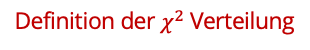 Definition der χ² Verteilung